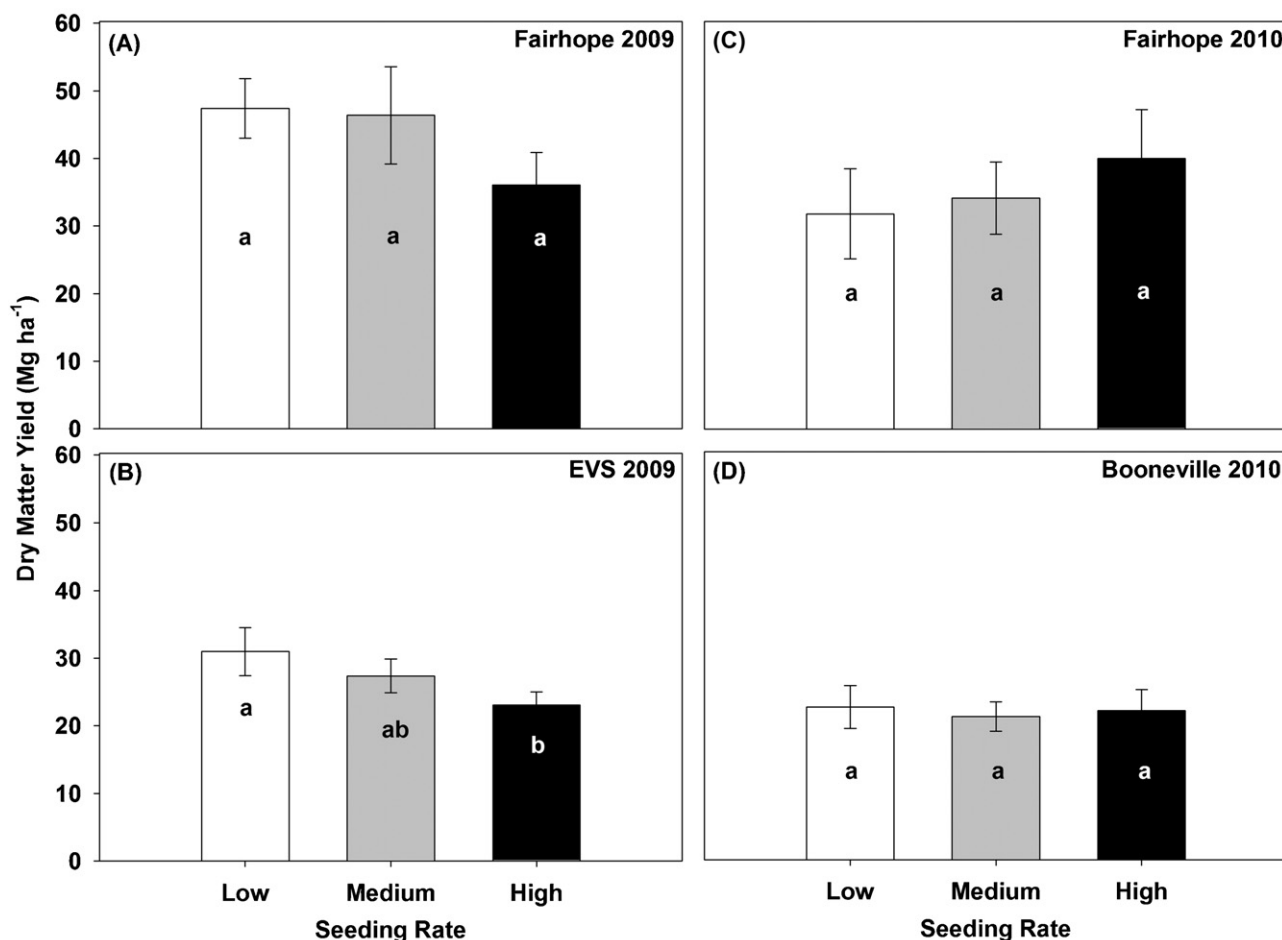 Dry Matter Yield (Mg ha⁻¹)
(A) Fairhope 2009
60
50
40
30
20
10
0
a a a
(C) Fairhope 2010
a a a
(B) EVS 2009
60
50
40
30
20
10
0
a ab b
Low Medium High
Seeding Rate
(D) Booneville 2010
a a a
Low Medium High
Seeding Rate